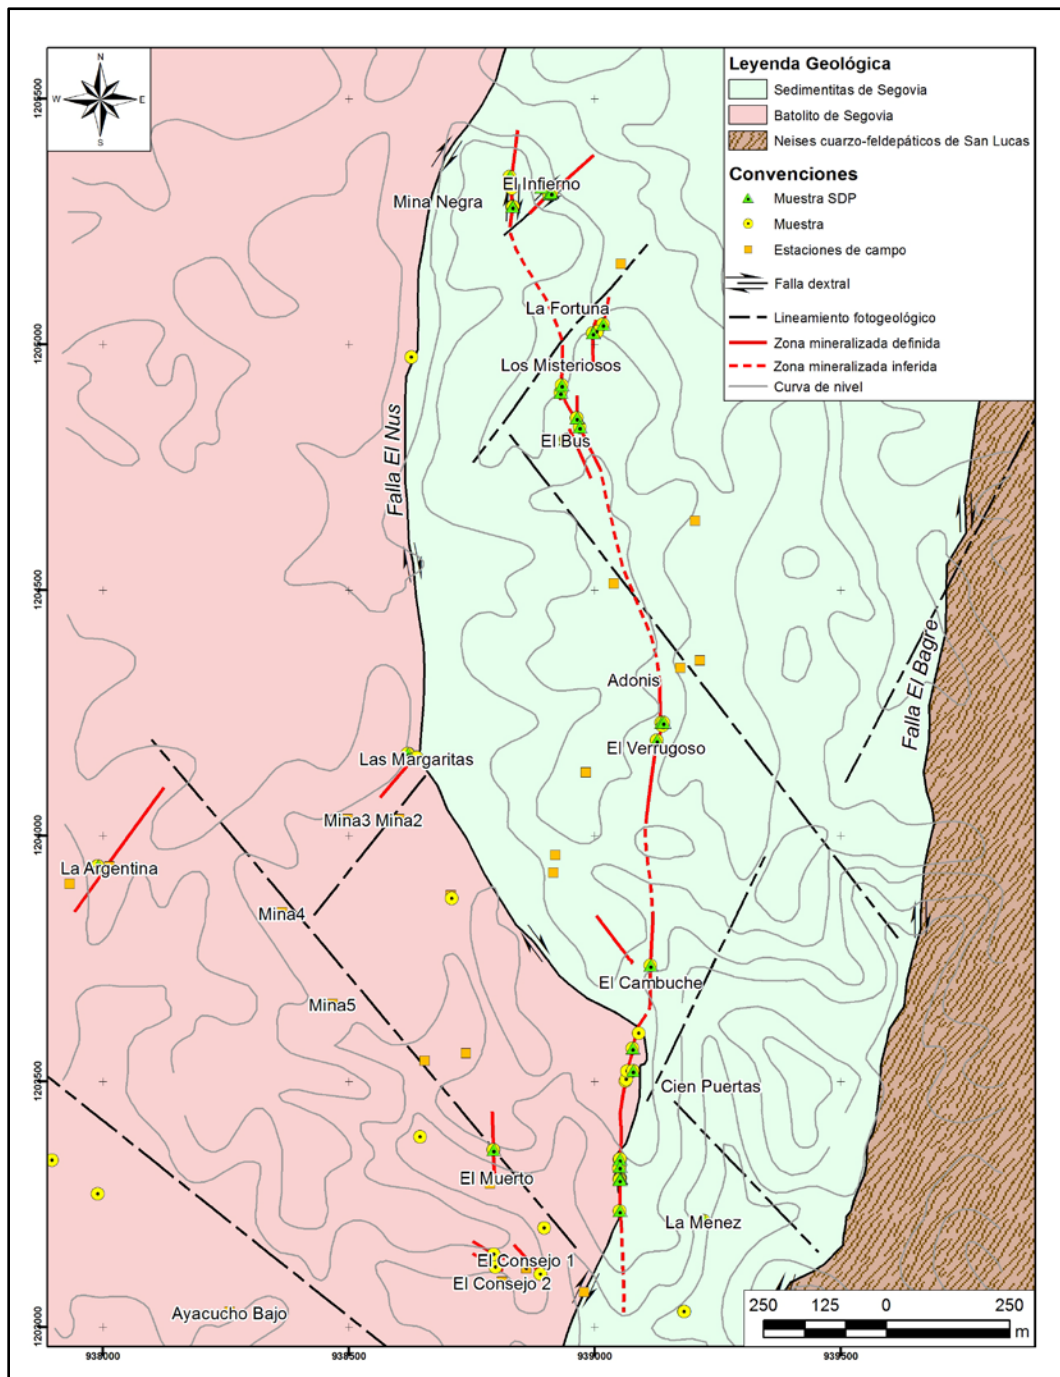 N
W
E
S
Leyenda Geológica
Sedimentitas de Segovia
Batolito de Segovia
Neises cuarzo-feldepáticos de San Lucas
Convenciones
Muestra SDP
Muestra
Estaciones de campo
Falla dextral
Lineamiento fotogeológico
Zona mineralizada definida
Zona mineralizada inferida
Curva de nivel
El Infierno
Mina Negra
La Fortuna
Los Misteriosos
El Bus
Falla El Nus
Falla El Bagre
Adonis
El Verrugoso
Las Margaritas
Mina3 Mina2
La Argentina
Mina4
El Cambuche
Mina5
Cien Puertas
El Muerto
La Menez
El Consejo 1
El Consejo 2
Ayacucho Bajo
250 125 0 250
m
938000 938500 939000 939500